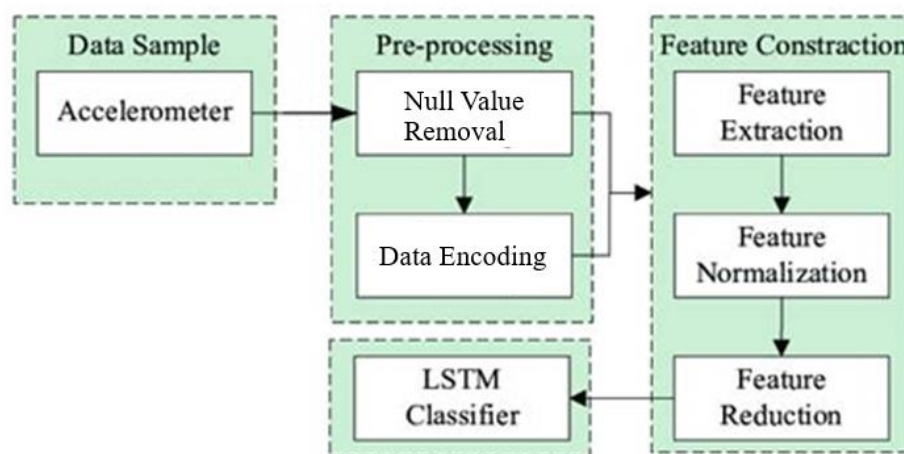 Data Sample
Accelerometer
Pre-processing
Null Value
Removal
Data Encoding
Feature Constraction
Feature
Extraction
Feature
Normalization
Feature
Reduction
LSTM
Classifier